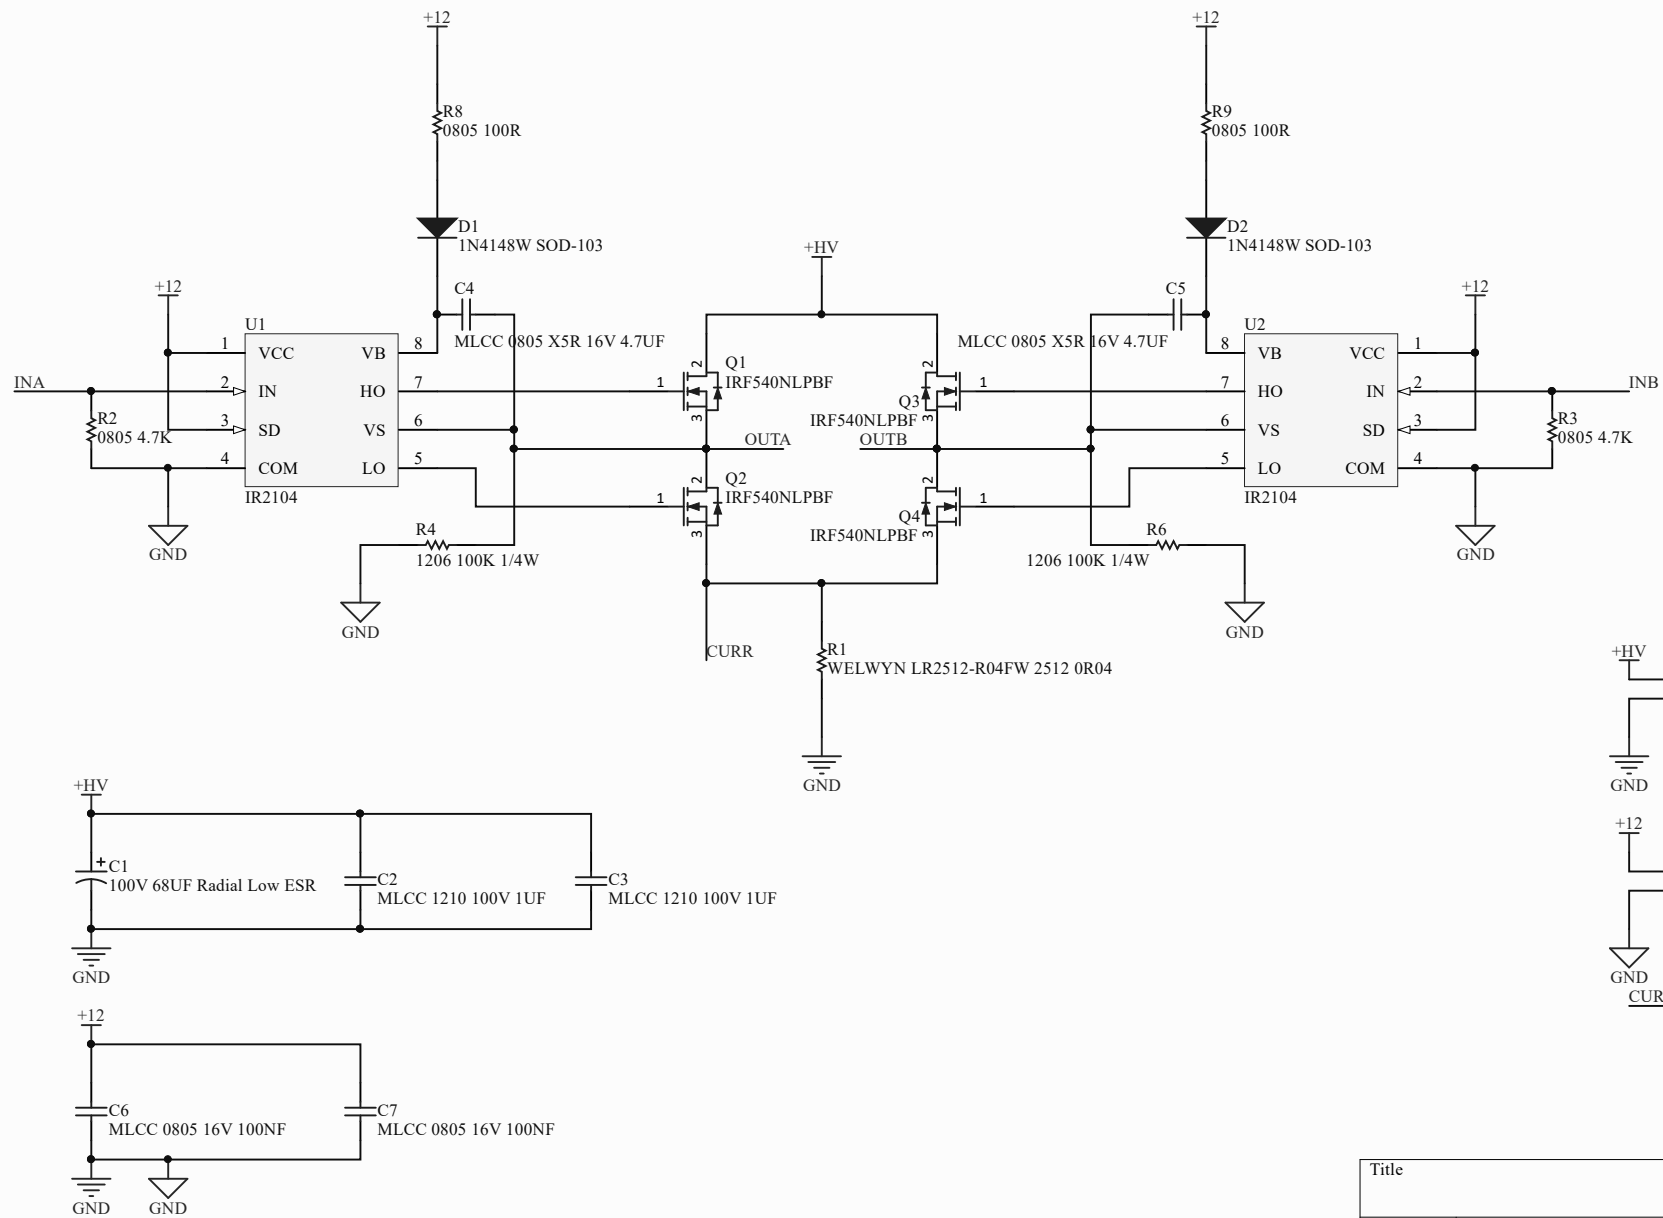 +12
+12
R8
0805 100R
R9
0805 100R
D1
1N4148W SOD-103
D2
1N4148W SOD-103
+HV
+12
C4
MLCC 0805 X5R 16V 4.7UF
C5
MLCC 0805 X5R 16V 4.7UF
+12
U1
1 VCC VB 8
2 IN HO 7
3 SD VS 6
4 COM LO 5
IR2104
INA
R2
0805 4.7K
GND
2
1
3
Q1
IRF540NLPBF
2
1
3
Q3
IRF540NLPBF
OUTA
OUTB
2
1
3
Q2
IRF540NLPBF
2
1
3
Q4
IRF540NLPBF
U2
8 VB VCC 1
7 HO IN 2
6 VS SD 3
5 LO COM 4
IR2104
INB
R3
0805 4.7K
GND
R4
1206 100K 1/4W
GND
R6
1206 100K 1/4W
GND
CURR
R1
WELWYN LR2512-R04FW 2512 0R04
GND
+HV
GND
+12
GND
CUR
+HV
+
C1
100V 68UF Radial Low ESR
C2
MLCC 1210 100V 1UF
C3
MLCC 1210 100V 1UF
GND
+12
C6
MLCC 0805 16V 100NF
C7
MLCC 0805 16V 100NF
GND
GND
Title